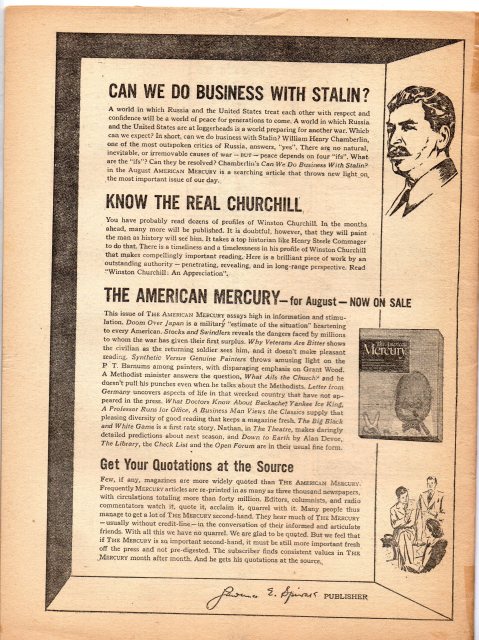 CAN WE DO BUSINESS WITH STALIN?
A world in which Russia and the United States treat each other with respect and
confidence will be a world of peace for generations to come. A world in which Russia
and the United States are at loggerheads is a world preparing for another war. Which
can we expect? In short, can we do business with Stalin? William Henry Chamberlin,
one of the most outspoken critics of Russia, answers, "yes". There are no natural,
inevitable, or irremovable causes of war — BUT — peace depends on four "ifs". What
are the "ifs"? Can they be resolved? Chamberlin's Can We Do Business With Stalin?
in the August AMERICAN MERCURY is a searching article that throws new light on
the most important issue of our day.
KNOW THE REAL CHURCHILL
You have probably read dozens of profiles of Winston Churchill. In the months
ahead, many more will be published. It is doubtful, however, that they will paint
the man as history will see him. It takes a top historian like Henry Steele Commager
to do that. There is a timeliness and a timelessness in his profile of Winston Churchill
that makes compellingly important reading. Here is a brilliant piece of work by an
outstanding authority — penetrating, revealing, and in long-range perspective. Read
"Winston Churchill: An Appreciation".
THE AMERICAN MERCURY—for August—NOW ON SALE
This issue of THE AMERICAN MERCURY assays high in information and stimu-
lation. Doom Over Japan is a military "estimate of the situation" heartening
to every American. Stocks and Swindlers reveals the dangers faced by millions
to whom the war has given their first surplus. Why Veterans Are Bitter shows
the civilian as the returning soldier sees him, and it doesn't make pleasant
reading. Synthetic Versus Genuine Painters throws amusing light on the
P T. Barnums among painters, with disparaging emphasis on Grant Wood.
A Methodist minister answers the question, What Ails the Church? and he
doesn't pull his punches even when he talks about the Methodists. Letter from
Germany uncovers aspects of life in that wrecked country that have not ap-
peared in the press. What Doctors Know About Backache, Yankee Ice King,
A Professor Runs for Office, A Business Man Views the Classics supply that
pleasing diversity of good reading that keeps a magazine fresh. The Big Black
and White Game is a first rate story. Nathan, in The Theatre, makes daringly
detailed predictions about next season, and Down to Earth by Alan Devoe,
The Library, the Check List and the Open Forum are in their usual fine form.
The American
Mercury
Get Your Quotations at the Source
Few, if any, magazines are more widely quoted than THE AMERICAN MERCURY.
Frequently MERCURY articles are re-printed in as many as three thousand newspapers,
with circulations totaling more than forty million. Editors, columnists, and radio
commentators watch it, quote it, acclaim it, quarrel with it. Many people thus
manage to get a lot of THE MERCURY second-hand. They hear much of THE MERCURY
— usually without credit-line — in the conversation of their informed and articulate
friends. With all this we have no quarrel. We are glad to be quoted. But we feel that
if THE MERCURY is so important second-hand, it must be still more important fresh
off the press and not pre-digested. The subscriber finds consistent values in THE
MERCURY month after month. And he gets his quotations at the source.
Lawrence E. Spivak PUBLISHER